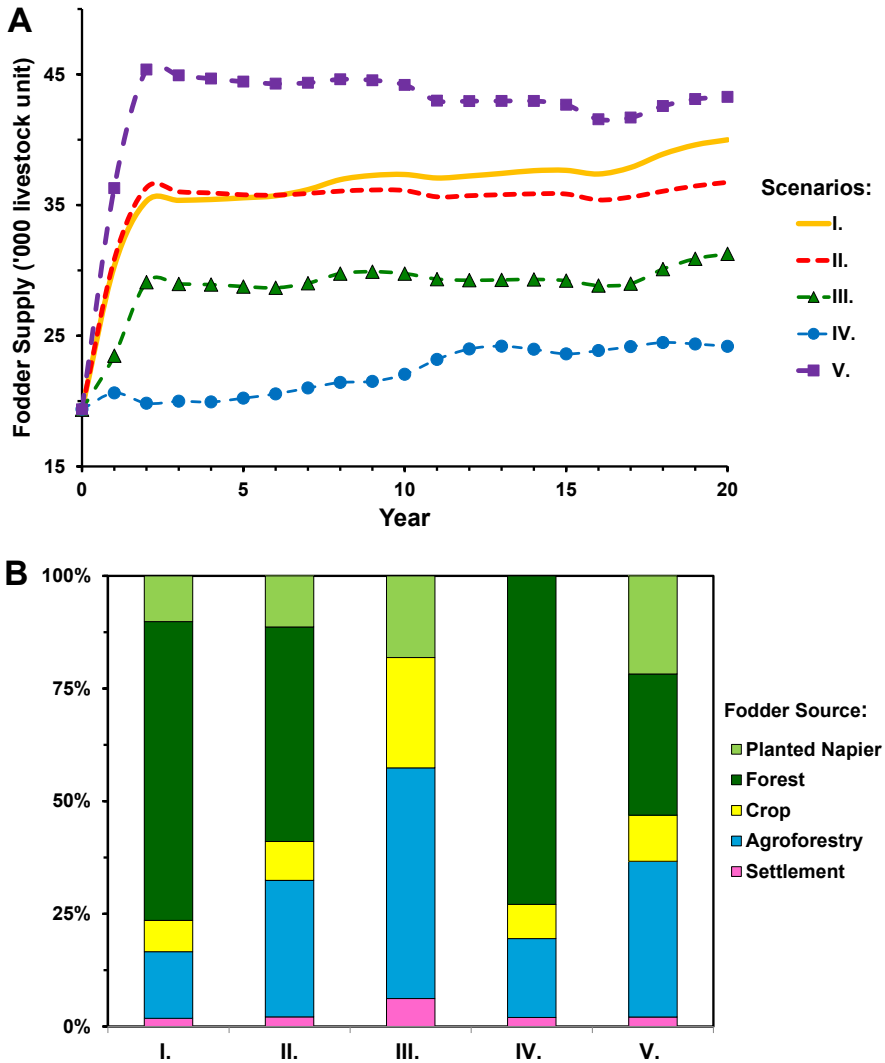 A
Fodder Supply ('000 livestock unit)
45
35
25
15
0
5
10
15
20
Year
Scenarios:
I.
II.
III.
IV.
V.
B
100%
75%
50%
25%
0%
I.
II.
III.
IV.
V.
Fodder Source:
Planted Napier
Forest
Crop
Agroforestry
Settlement